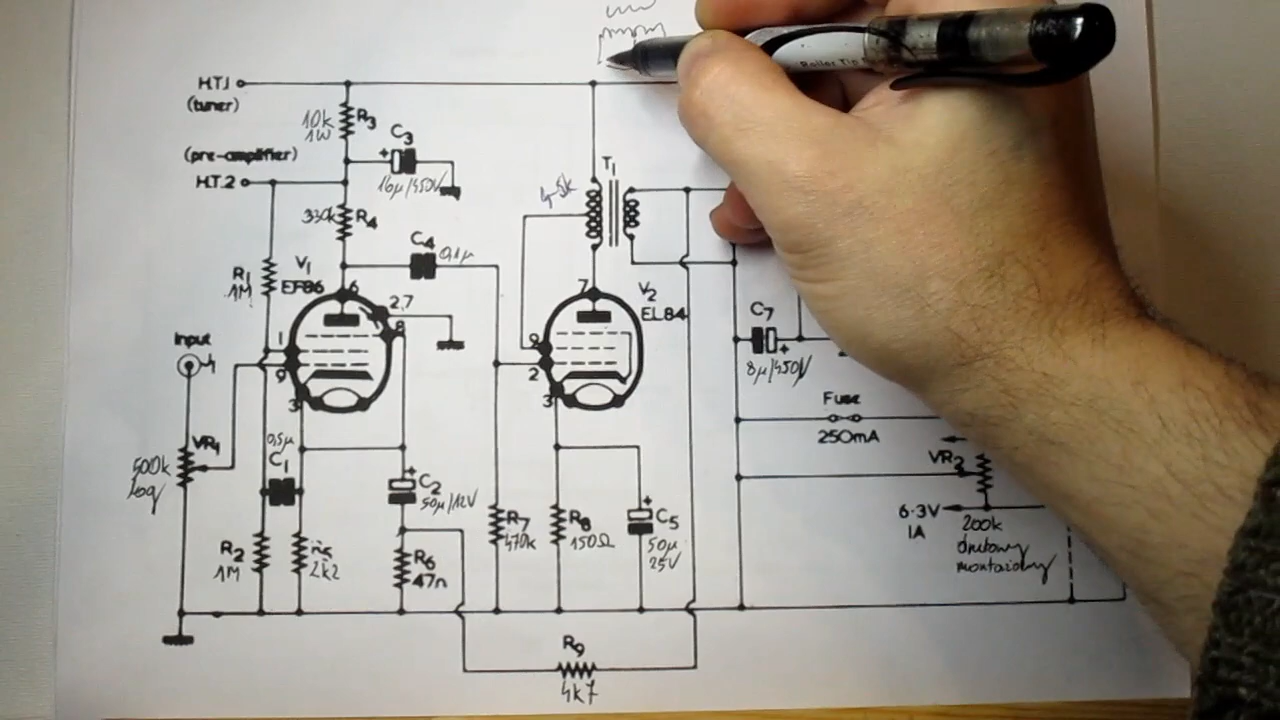 Roller Tip
H.T.1
(tuner)
10k
1W
R3
C3
+
16μ/450V
(pre-amplifier)
H.T.2
330k
R4
C4
0,1μ
T1
4-5k
R1
1M
V1
EF86
6
2,7
8
1
9
3
Input
VR1
500k
Log
0,5μ
C1
+
C2
50μ/12V
R2
1M
2k2
R6
47n
R7
470k
7
V2
EL84
9
2
3
R8
150Ω
+
C5
50μ
25V
R9
4k7
C7
+
8μ/450V
Fuse
250mA
VR2
6·3V
1A
200k
drutowy
montażowy